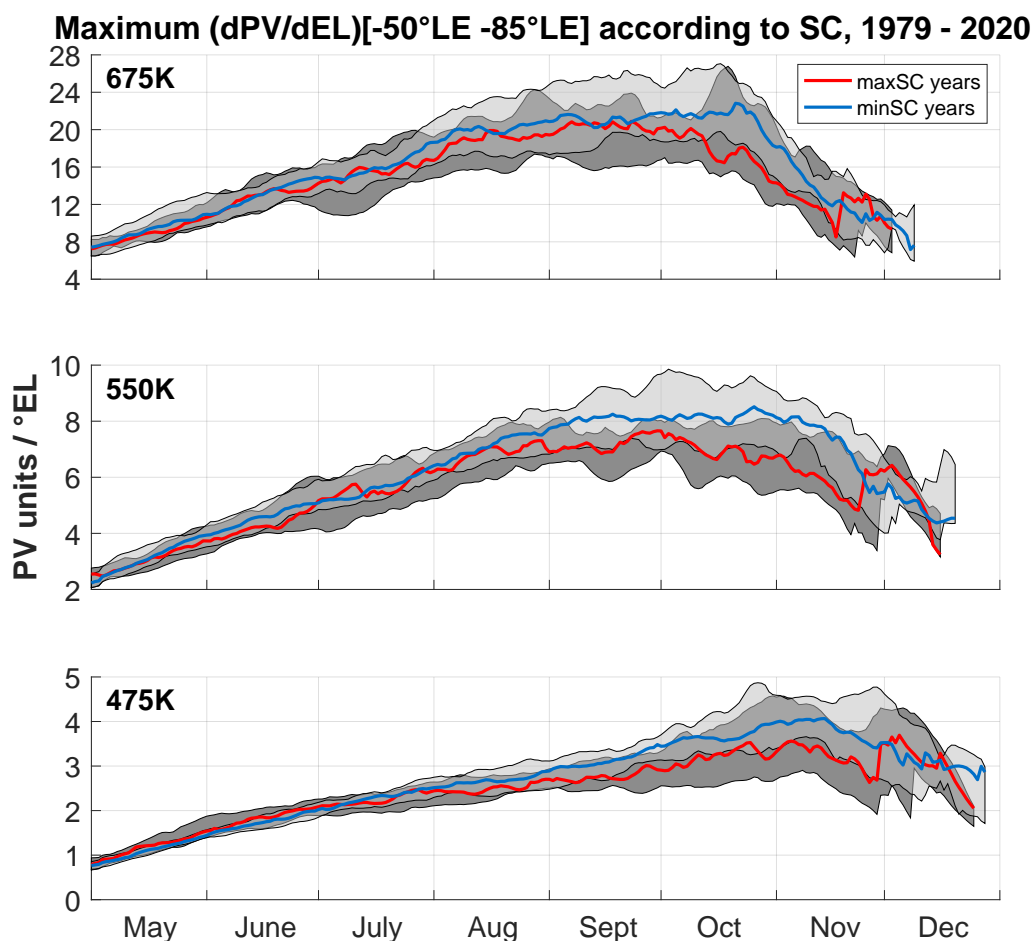 Maximum (dPV/dEL)[-50°LE -85°LE] according to SC, 1979 - 2020
675K
maxSC years
minSC years
28
24
20
16
12
8
4
PV units / °EL
550K
10
8
6
4
2
475K
5
4
3
2
1
0
May June July Aug Sept Oct Nov Dec